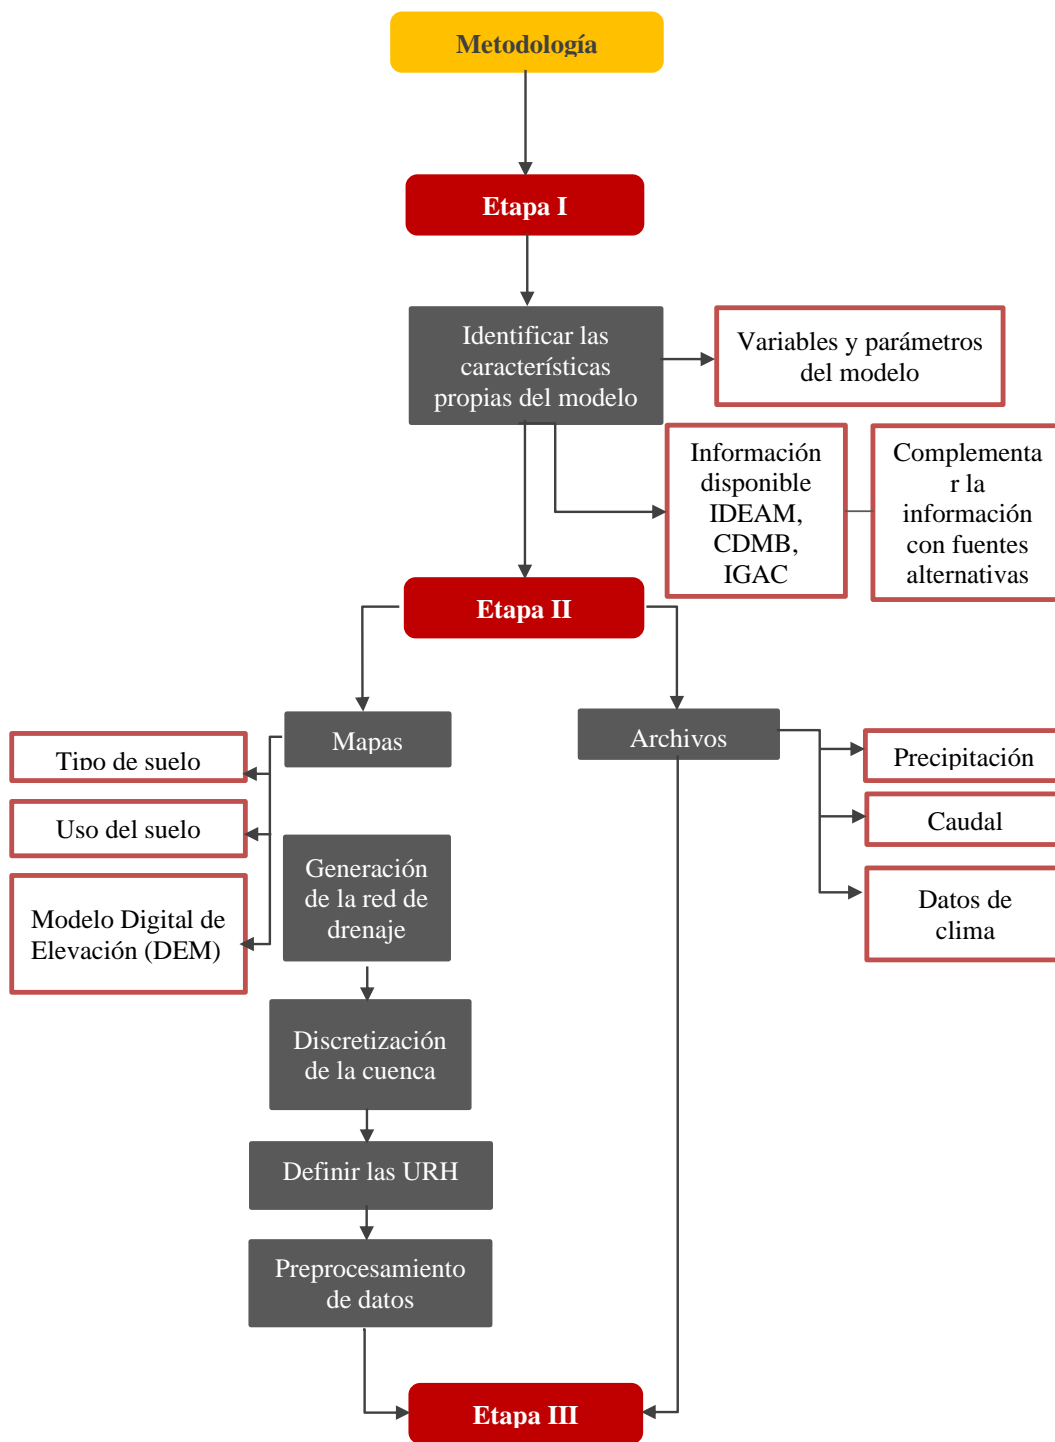 Metodología
Etapa I
Identificar las
características
propias del modelo
Variables y parámetros
del modelo
Información
disponible
IDEAM,
CDMB,
IGAC
Complementa
r la
información
con fuentes
alternativas
Etapa II
Mapas
Archivos
Tipo de suelo
Uso del suelo
Modelo Digital de
Elevación (DEM)
Precipitación
Caudal
Datos de
clima
Generación
de la red de
drenaje
Discretización
de la cuenca
Definir las URH
Preprocesamiento
de datos
Etapa III